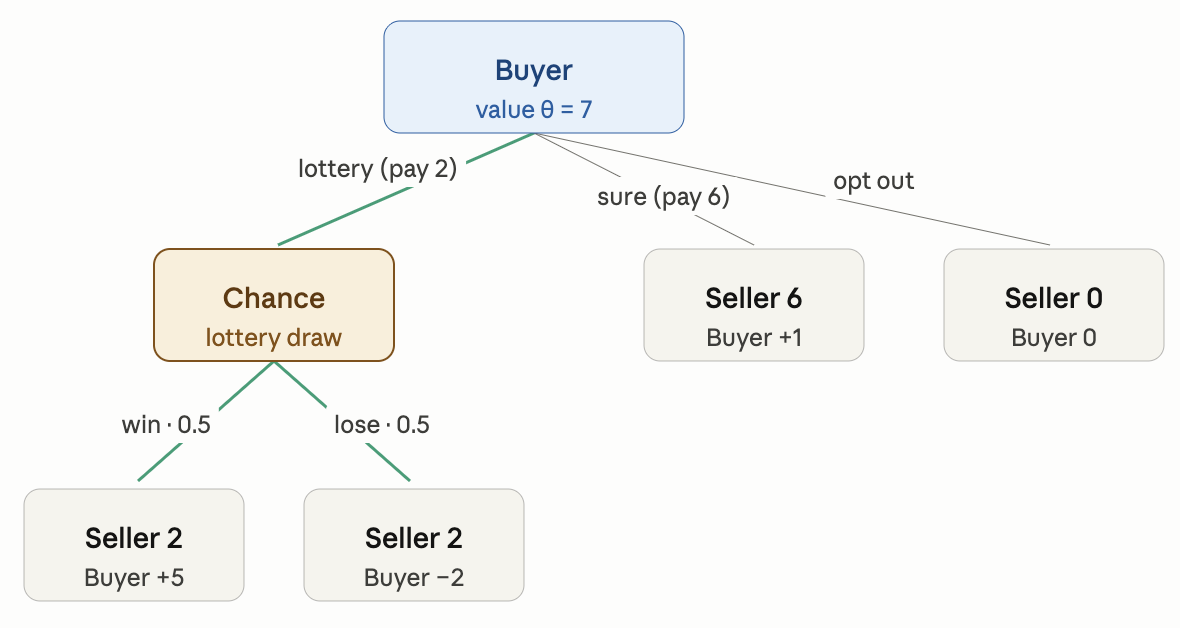 Buyer
value θ = 7
lottery (pay 2)
sure (pay 6)
opt out
Chance
lottery draw
Seller 6
Buyer +1
Seller 0
Buyer 0
win · 0.5
lose · 0.5
Seller 2
Buyer +5
Seller 2
Buyer −2